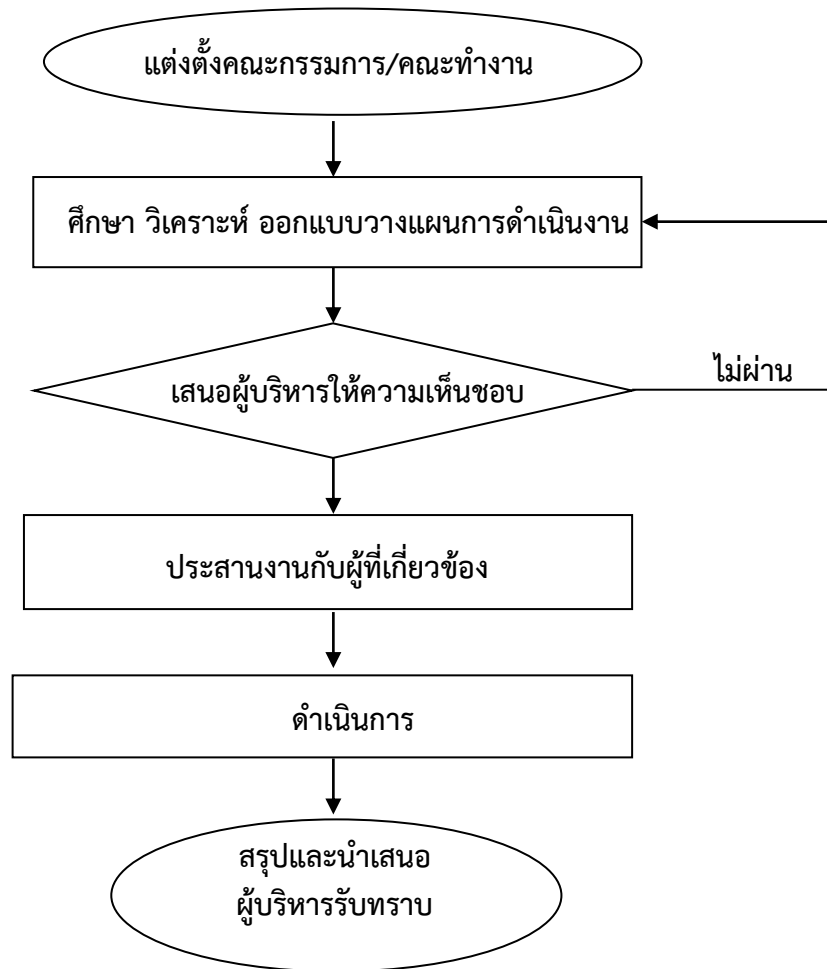 แต่งตั้งคณะกรรมการ/คณะทำงาน
ศึกษา วิเคราะห์ ออกแบบวางแผนการดำเนินงาน
ไม่ผ่าน
เสนอผู้บริหารให้ความเห็นชอบ
ประสานงานกับผู้ที่เกี่ยวข้อง
ดำเนินการ
สรุปและนำเสนอ
ผู้บริหารรับทราบ